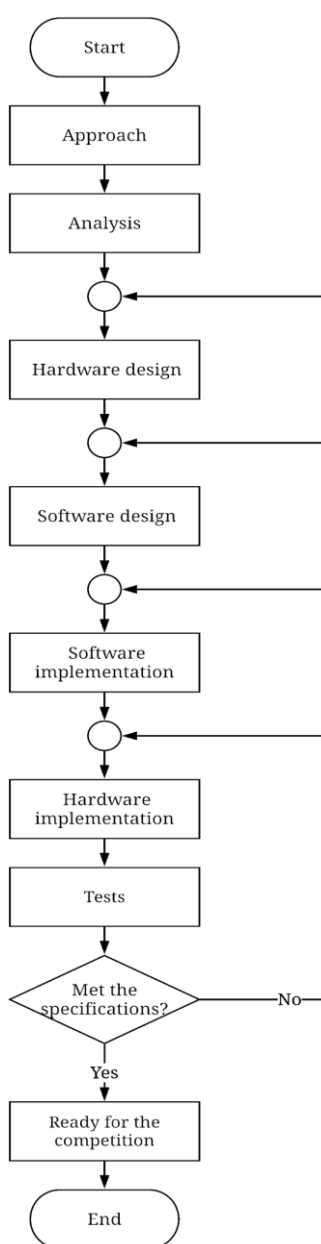 Start
Approach
Analysis
Hardware design
Software design
Software
implementation
Hardware
implementation
Tests
Met the
specifications?
No
Yes
Ready for the
competition
End